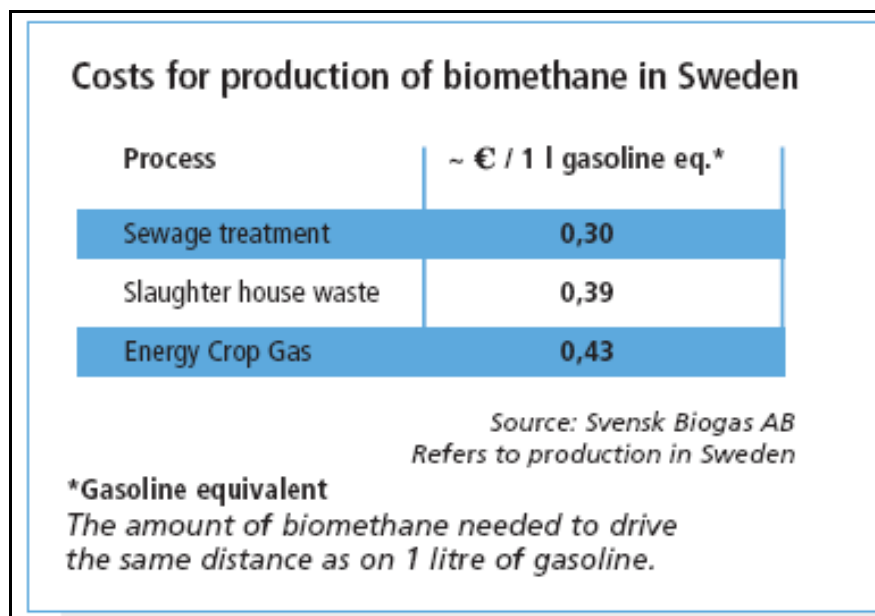 Costs for production of biomethane in Sweden
Process ~ € / 1 l gasoline eq.*
Sewage treatment 0,30
Slaughter house waste 0,39
Energy Crop Gas 0,43
Source: Svensk Biogas AB
Refers to production in Sweden
*Gasoline equivalent
The amount of biomethane needed to drive
the same distance as on 1 litre of gasoline.